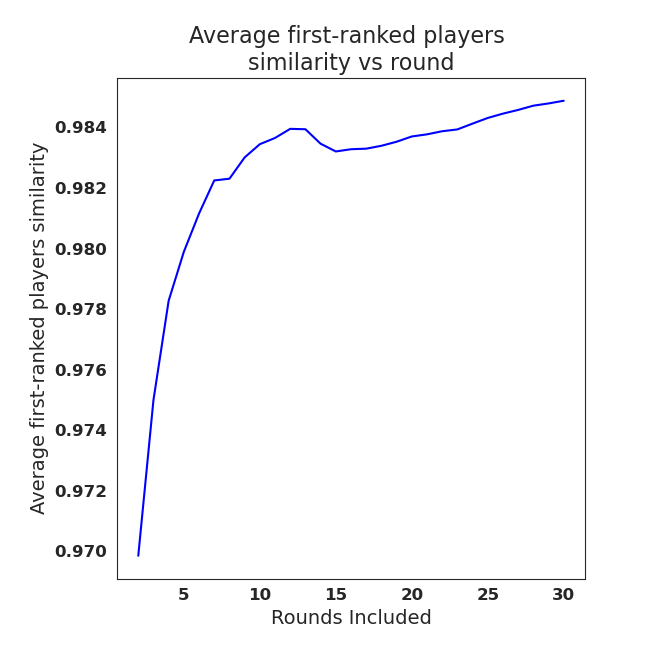 Average first-ranked players
similarity vs round
Average first-ranked players similarity
0.984
0.982
0.980
0.978
0.976
0.974
0.972
0.970
5 10 15 20 25 30
Rounds Included